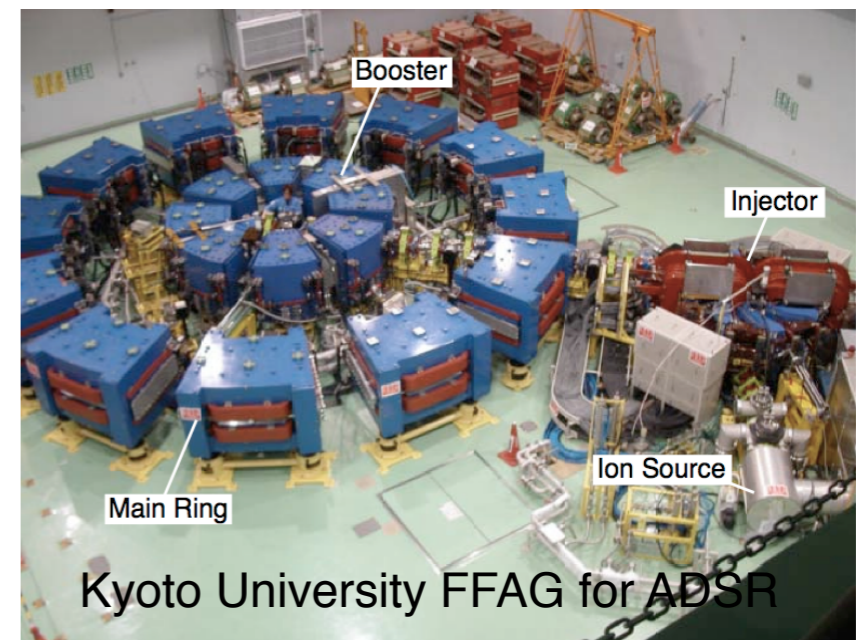 Booster
Injector
Ion Source
Main Ring
Kyoto University FFAG for ADSR